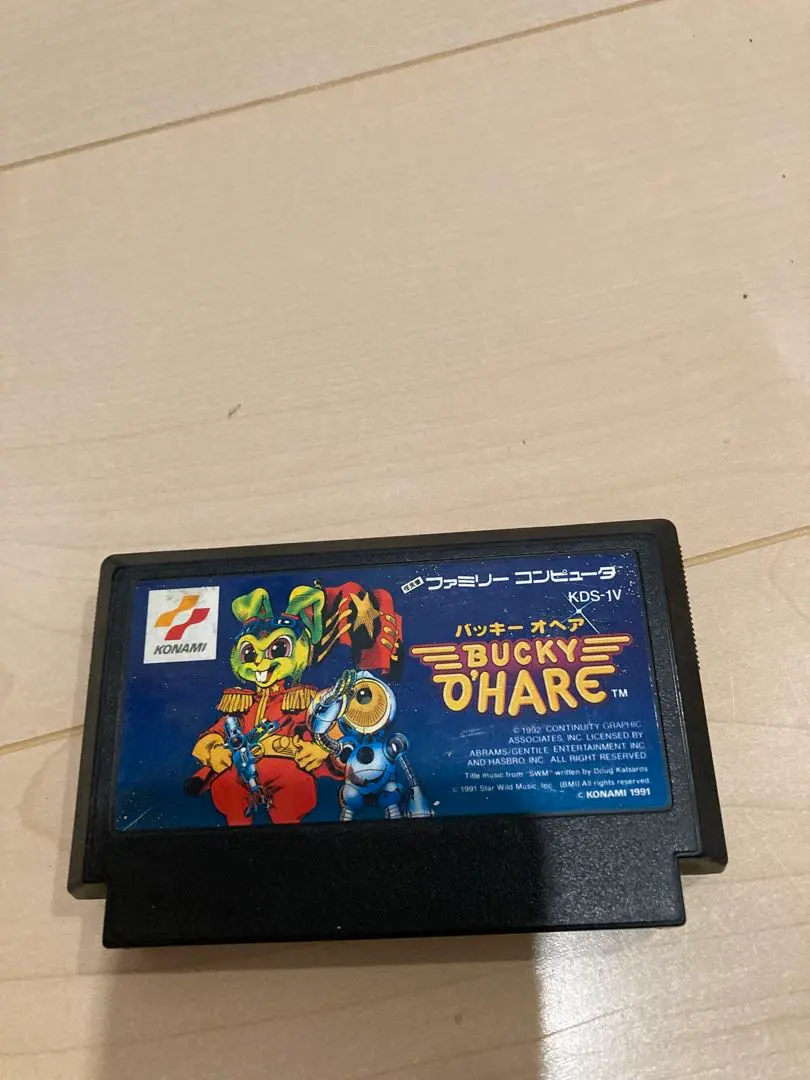 KONAMI
ファミリー コンピュータ
KDS-1V
バッキー オヘア
BUCKY
O'HARE TM
© 1992 CONTINUITY GRAPHIC
ASSOCIATES, INC. LICENSED BY
ABRAMS/GENTILE ENTERTAINMENT INC.
AND HASBRO, INC. ALL RIGHT RESERVED.
Title music from "SWM" written by Doug Katsaros
© 1991 Star Wild Music, Inc. (BMI) All rights reserved.
© KONAMI 1991